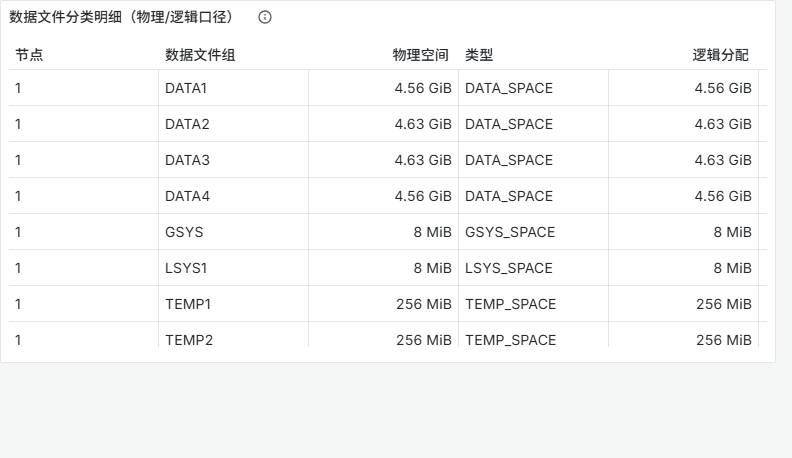 数据文件分类明细（物理/逻辑口径）
节点 数据文件组 物理空间 类型 逻辑分配
1 DATA1 4.56 GiB DATA_SPACE 4.56 GiB
1 DATA2 4.63 GiB DATA_SPACE 4.63 GiB
1 DATA3 4.63 GiB DATA_SPACE 4.63 GiB
1 DATA4 4.56 GiB DATA_SPACE 4.56 GiB
1 GSYS 8 MiB GSYS_SPACE 8 MiB
1 LSYS1 8 MiB LSYS_SPACE 8 MiB
1 TEMP1 256 MiB TEMP_SPACE 256 MiB
1 TEMP2 256 MiB TEMP_SPACE 256 MiB